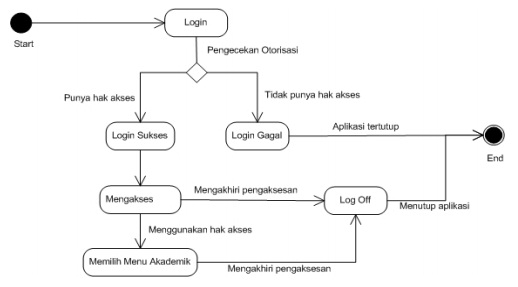 Login
Start
Pengecekan Otorisasi
Punya hak akses
Tidak punya hak akses
Login Sukses
Login Gagal
Aplikasi tertutup
End
Mengakses
Mengakhiri pengaksesan
Log Off
Menutup aplikasi
Menggunakan hak akses
Memilih Menu Akademik
Mengakhiri pengaksesan